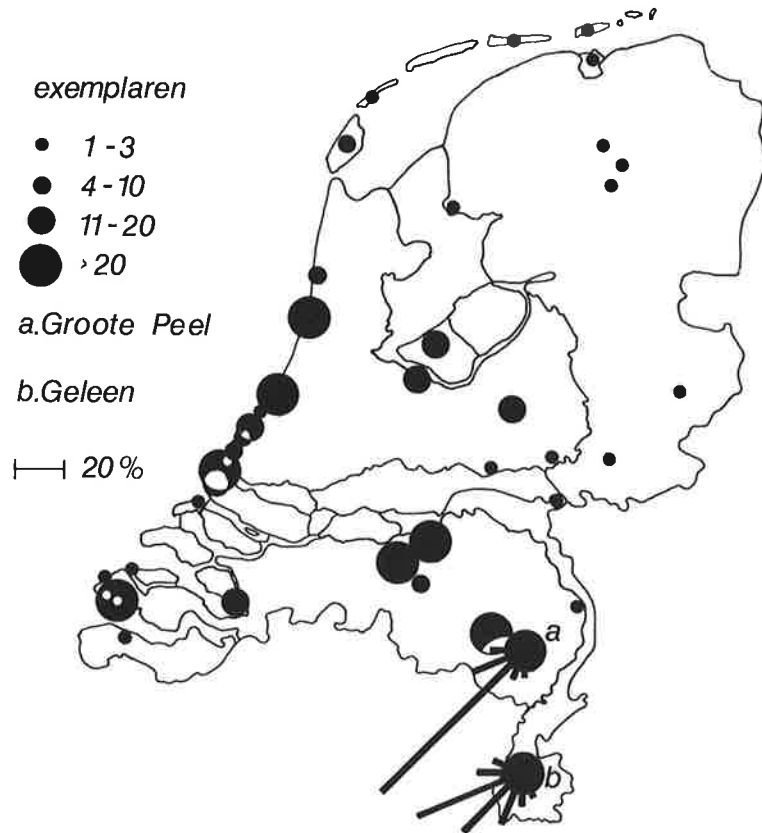 exemplaren
1-3
4-10
11-20
>20
a.Groote Peel
b.Geleen
20%
a
b